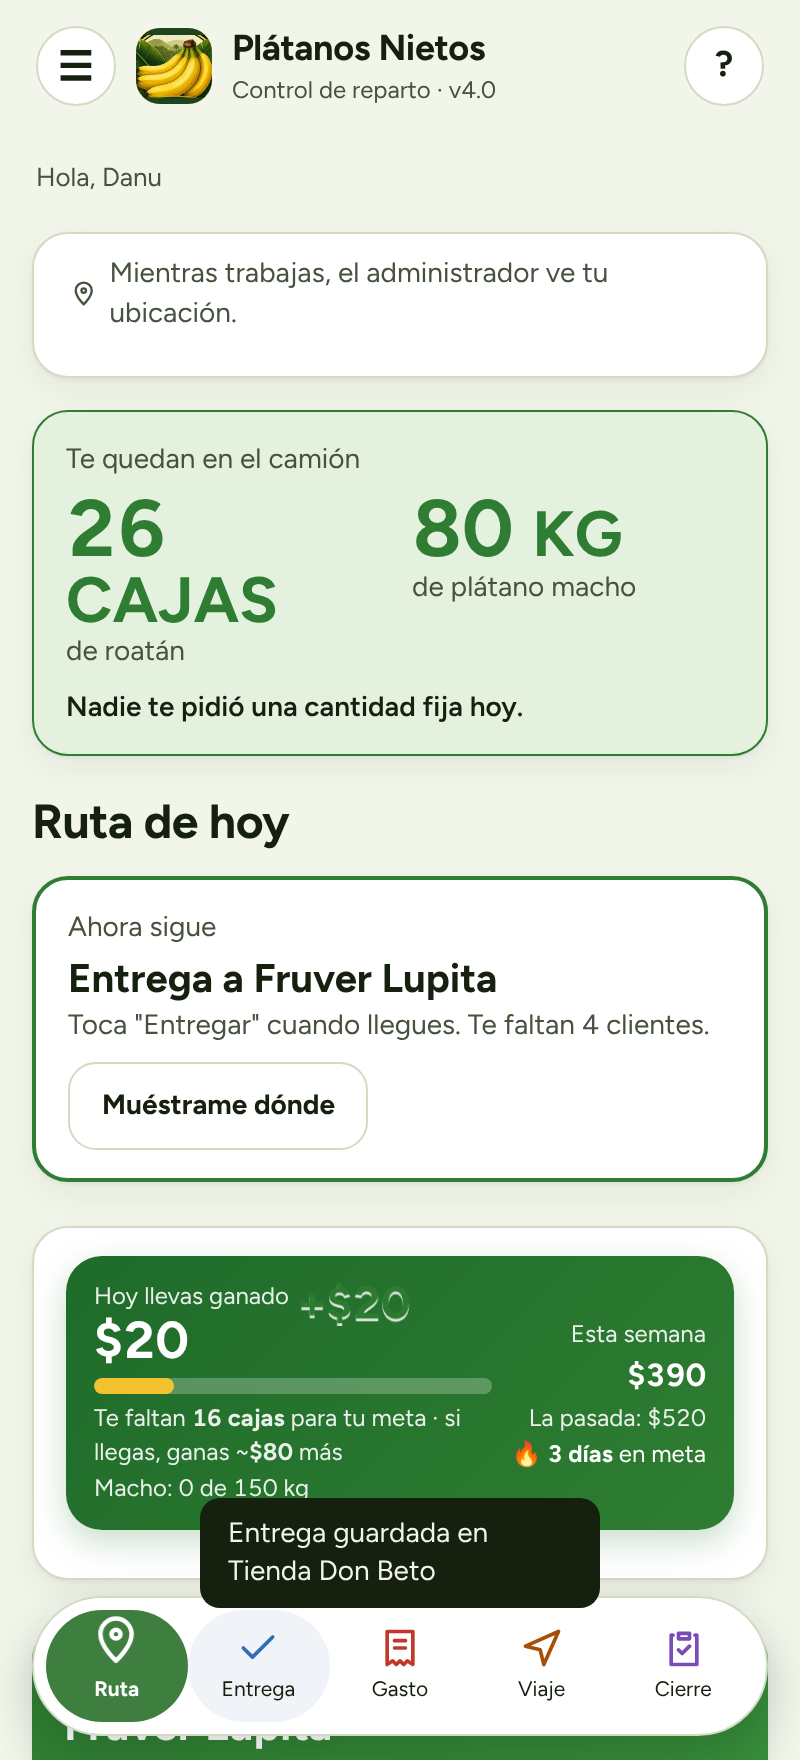 Plátanos Nietos
Control de reparto · v4.0
?
Hola, Danu
Mientras trabajas, el administrador ve tu
ubicación.
Te quedan en el camión
26
CAJAS
de roatán
80 KG
de plátano macho
Nadie te pidió una cantidad fija hoy.
Ruta de hoy
Ahora sigue
Entrega a Fruver Lupita
Toca "Entregar" cuando llegues. Te faltan 4 clientes.
Muéstrame dónde
Hoy llevas ganado
+$20
$20
Te faltan 16 cajas para tu meta · si
llegas, ganas ~$80 más
Macho: 0 de 150 kg
Esta semana
$390
La pasada: $520
🔥 3 días en meta
Entrega guardada en
Tienda Don Beto
Ruta
Entrega
Gasto
Viaje
Cierre
Fruver Lupita